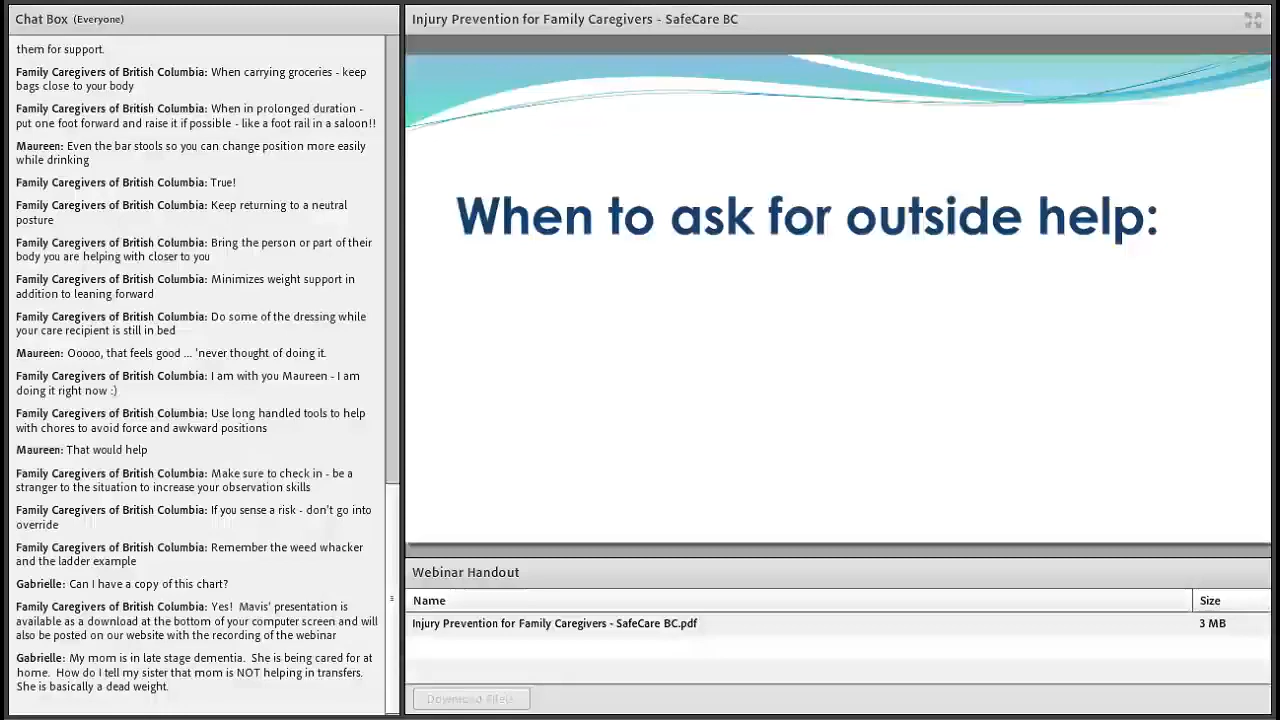 Chat Box (Everyone)
them for support.
Family Caregivers of British Columbia: When carrying groceries - keep
bags close to your body
Family Caregivers of British Columbia: When in prolonged duration -
put one foot forward and raise it if possible - like a foot rail in a saloon!!
Maureen: Even the bar stools so you can change position more easily
while drinking
Family Caregivers of British Columbia: True!
Family Caregivers of British Columbia: Keep returning to a neutral
posture
Family Caregivers of British Columbia: Bring the person or part of their
body you are helping with closer to you
Family Caregivers of British Columbia: Minimizes weight support in
addition to leaning forward
Family Caregivers of British Columbia: Do some of the dressing while
your care recipient is still in bed
Maureen: Ooooo, that feels good ... 'never thought of doing it.
Family Caregivers of British Columbia: I am with you Maureen - I am
doing it right now :)
Family Caregivers of British Columbia: Use long handled tools to help
with chores to avoid force and awkward positions
Maureen: That would help
Family Caregivers of British Columbia: Make sure to check in - be a
stranger to the situation to increase your observation skills
Family Caregivers of British Columbia: If you sense a risk - don't go into
override
Family Caregivers of British Columbia: Remember the weed whacker
and the ladder example
Gabrielle: Can I have a copy of this chart?
Family Caregivers of British Columbia: Yes!  Mavis' presentation is
available as a download at the bottom of your computer screen and will
also be posted on our website with the recording of the webinar
Gabrielle: My mom is in late stage dementia.  She is being cared for at
home.  How do I tell my sister that mom is NOT helping in transfers.
She is basically a dead weight.
Injury Prevention for Family Caregivers - SafeCare BC
When to ask for outside help:
Webinar Handout
Name Size
Injury Prevention for Family Caregivers - SafeCare BC.pdf 3 MB
Download File(s)